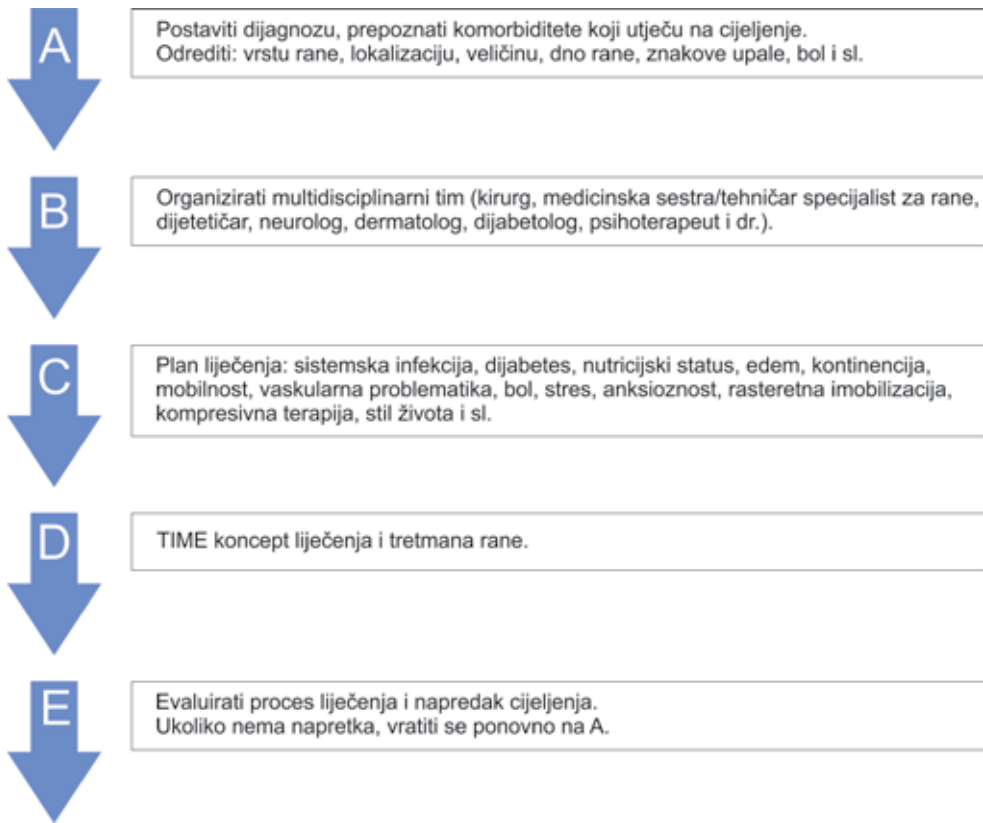 A
Postaviti dijagnozu, prepoznati komorbiditete koji utječu na cijeljenje.
Odrediti: vrstu rane, lokalizaciju, veličinu, dno rane, znakove upale, bol i sl.
B
Organizirati multidisciplinarni tim (kirurg, medicinska sestra/tehničar specijalist za rane,
dijetetičar, neurolog, dermatolog, dijabetolog, psihoterapeut i dr.).
C
Plan liječenja: sistemska infekcija, dijabetes, nutricijski status, edem, kontinencija,
mobilnost, vaskularna problematika, bol, stres, anksioznost, rasteretna imobilizacija,
kompresivna terapija, stil života i sl.
D
TIME koncept liječenja i tretmana rane.
E
Evaluirati proces liječenja i napredak cijeljenja.
Ukoliko nema napretka, vratiti se ponovno na A.